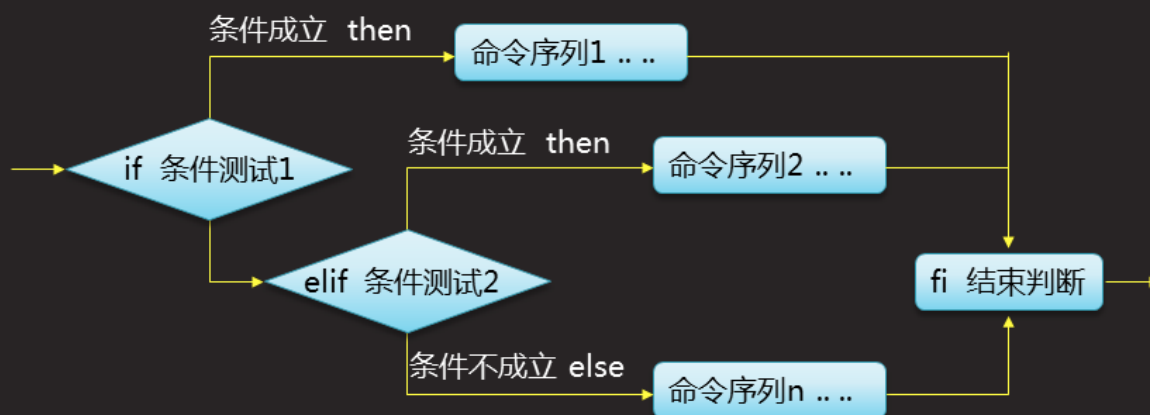 条件成立 then
命令序列1 .. ..
条件成立 then
if 条件测试1
命令序列2 .. ..
elif 条件测试2
fi 结束判断
条件不成立 else
命令序列n .. ..